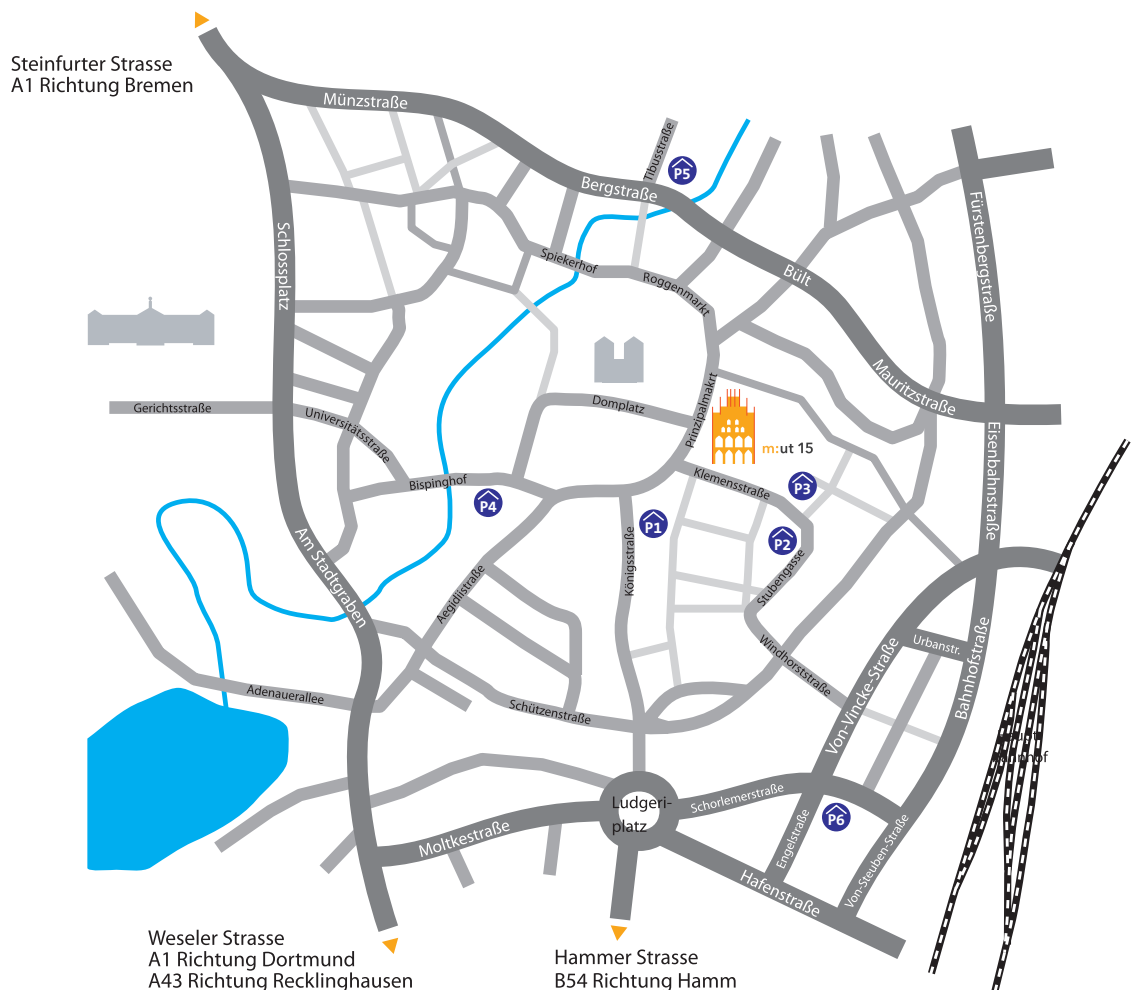 Steinfurter Strasse
A1 Richtung Bremen
Münzstraße
Tibusstraße
P5
Bergstraße
Fürstenbergstraße
Schlossplatz
Spiekerhof
Roggenmarkt
Bült
Mauritzstraße
Gerichtsstraße
Universitätsstraße
Domplatz
Prinzipalmakrt
m:ut 15
Eisenbahnstraße
Bispinghof
P4
Klemensstraße
P3
P1
P2
Königsstraße
Stubengasse
Am Stadtgraben
Aegidiistraße
Windhorststraße
Urbanstr.
Von-Vincke-Straße
Bahnhofstraße
Adenauerallee
Schützenstraße
Ludgeri-
platz
Schorlemerstraße
P6
Moltkestraße
Engelstraße
Von-Steuben-Straße
Hafenstraße
Weseler Strasse
A1 Richtung Dortmund
A43 Richtung Recklinghausen
Hammer Strasse
B54 Richtung Hamm